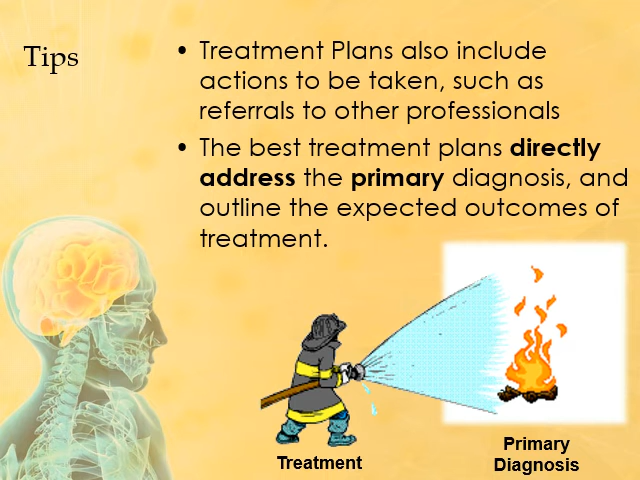 Tips
• Treatment Plans also include
actions to be taken, such as
referrals to other professionals
• The best treatment plans directly
address the primary diagnosis, and
outline the expected outcomes of
treatment.
Treatment
Primary
Diagnosis